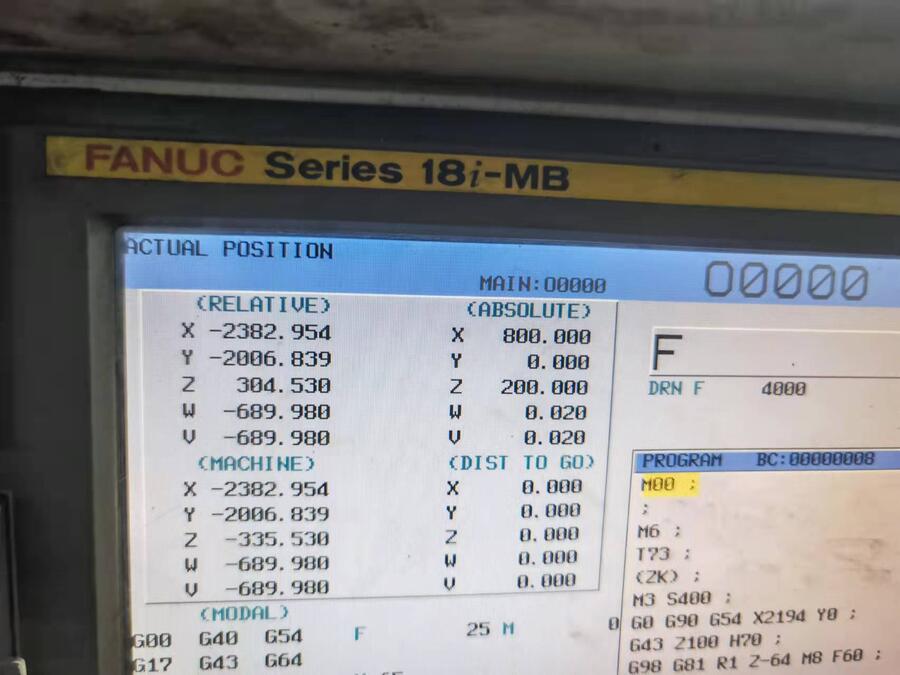 FANUC Series 18i-MB
ACTUAL POSITION
MAIN:O0000
O0000
(RELATIVE)
X -2382.954
Y -2006.839
Z 304.530
W -689.980
V -689.980
(ABSOLUTE)
X 800.000
Y 0.000
Z 200.000
W 0.020
V 0.020
(MACHINE)
X -2382.954
Y -2006.839
Z -335.530
W -689.980
V -689.980
(DIST TO GO)
X 0.000
Y 0.000
Z 0.000
W 0.000
V 0.000
(MODAL)
G00 G40 G54 F 25 M 0
G17 G43 G64
F
DRN F 4000
PROGRAM BC:00000008
M00 ;
;
M6 ;
T73 ;
(ZK) ;
M3 S400 ;
G0 G90 G54 X2194 Y0 ;
G43 Z100 H70 ;
G98 G81 R1 Z-64 M8 F60 ;